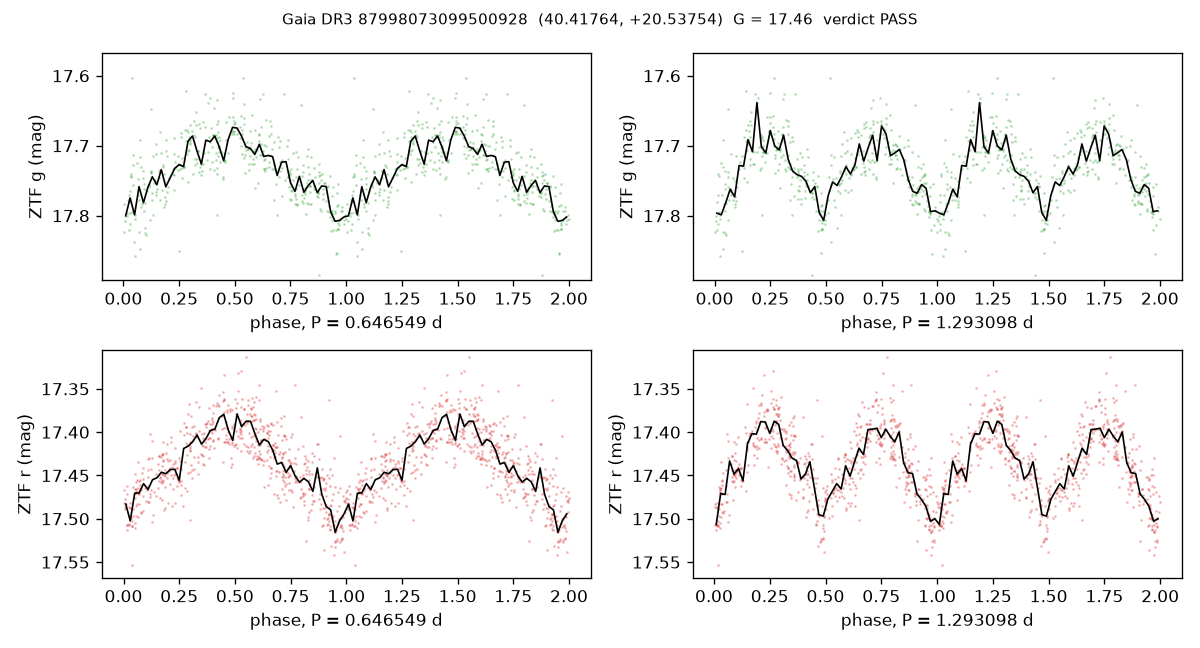 Gaia DR3 87998073099500928 (40.41764, +20.53754) G = 17.46 verdict PASS
ZTF g (mag)
17.6
17.7
17.8
0.00 0.25 0.50 0.75 1.00 1.25 1.50 1.75 2.00
phase, P = 0.646549 d
ZTF g (mag)
17.6
17.7
17.8
0.00 0.25 0.50 0.75 1.00 1.25 1.50 1.75 2.00
phase, P = 1.293098 d
ZTF r (mag)
17.35
17.40
17.45
17.50
17.55
0.00 0.25 0.50 0.75 1.00 1.25 1.50 1.75 2.00
phase, P = 0.646549 d
ZTF r (mag)
17.35
17.40
17.45
17.50
17.55
0.00 0.25 0.50 0.75 1.00 1.25 1.50 1.75 2.00
phase, P = 1.293098 d